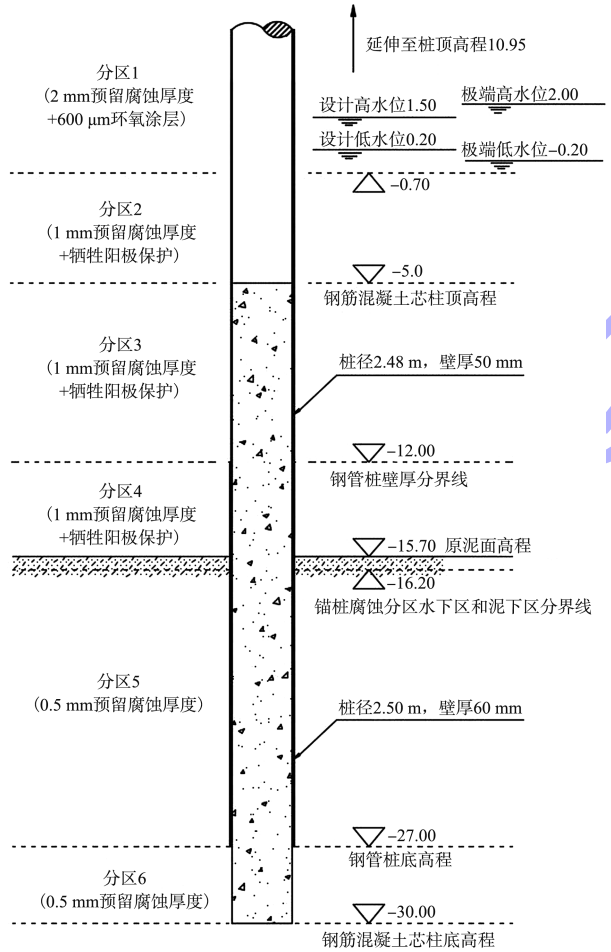 延伸至桩顶高程10.95
分区1
（2 mm预留腐蚀厚度
+600 μm环氧涂层）
设计高水位1.50
极端高水位2.00
设计低水位0.20
极端低水位–0.20
–0.70
分区2
（1 mm预留腐蚀厚度
+牺牲阳极保护）
–5.0
钢筋混凝土芯柱顶高程
分区3
（1 mm预留腐蚀厚度
+牺牲阳极保护）
桩径2.48 m，壁厚50 mm
–12.00
钢管桩壁厚分界线
分区4
（1 mm预留腐蚀厚度
+牺牲阳极保护）
–15.70 原泥面高程
–16.20
锚桩腐蚀分区水下区和泥下区分界线
分区5
（0.5 mm预留腐蚀厚度）
桩径2.50 m，壁厚60 mm
–27.00
钢管桩底高程
分区6
（0.5 mm预留腐蚀厚度）
–30.00
钢筋混凝土芯柱底高程